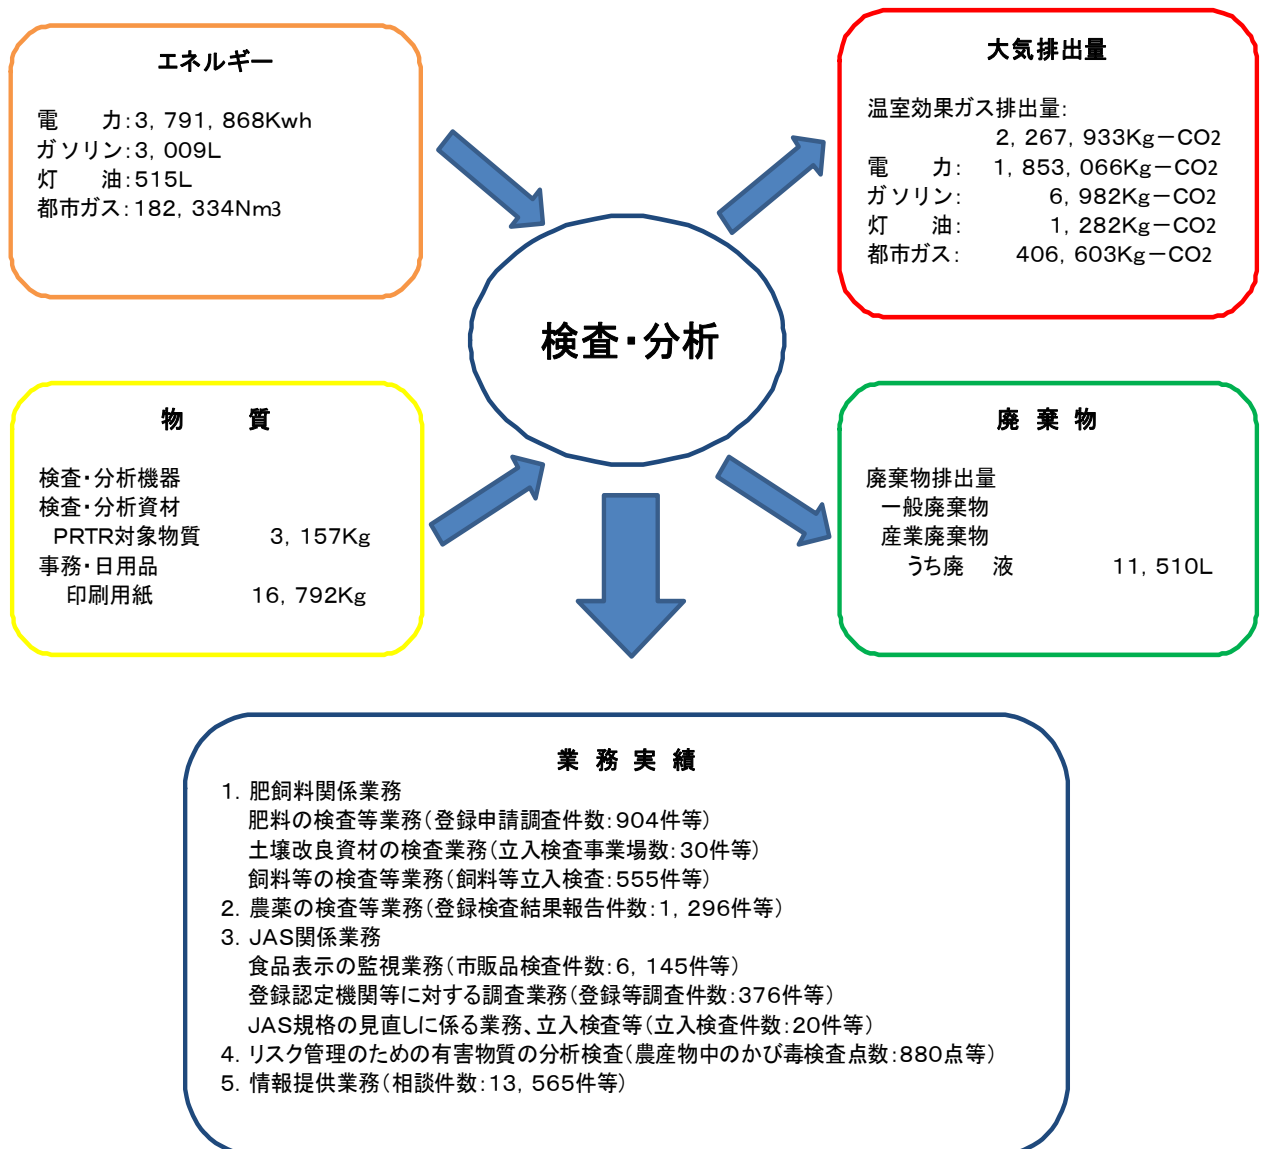 エネルギー
電　　力：3，791，868Kwh
ガソリン：3，009L
灯　　油：515L
都市ガス：182，334Nm3
大気排出量
温室効果ガス排出量：
2，267，933Kg－CO2
電　　力：　1，853，066Kg－CO2
ガソリン：　6，982Kg－CO2
灯　　油：　1，282Kg－CO2
都市ガス：　406，603Kg－CO2
検査・分析
物　　質
検査・分析機器
検査・分析資材
PRTR対象物質　3，157Kg
事務・日用品
印刷用紙　16，792Kg
廃 棄 物
廃棄物排出量
一般廃棄物
産業廃棄物
うち廃　液　11，510L
業 務 実 績
1．肥飼料関係業務
肥料の検査等業務（登録申請調査件数：904件等）
土壌改良資材の検査業務（立入検査事業場数：30件等）
飼料等の検査等業務（飼料等立入検査：555件等）
2．農薬の検査等業務（登録検査結果報告件数：1，296件等）
3．JAS関係業務
食品表示の監視業務（市販品検査件数：6，145件等）
登録認定機関等に対する調査業務（登録等調査件数：376件等）
JAS規格の見直しに係る業務、立入検査等（立入検査件数：20件等）
4．リスク管理のための有害物質の分析検査（農産物中のかび毒検査点数：880点等）
5．情報提供業務（相談件数：13，565件等）